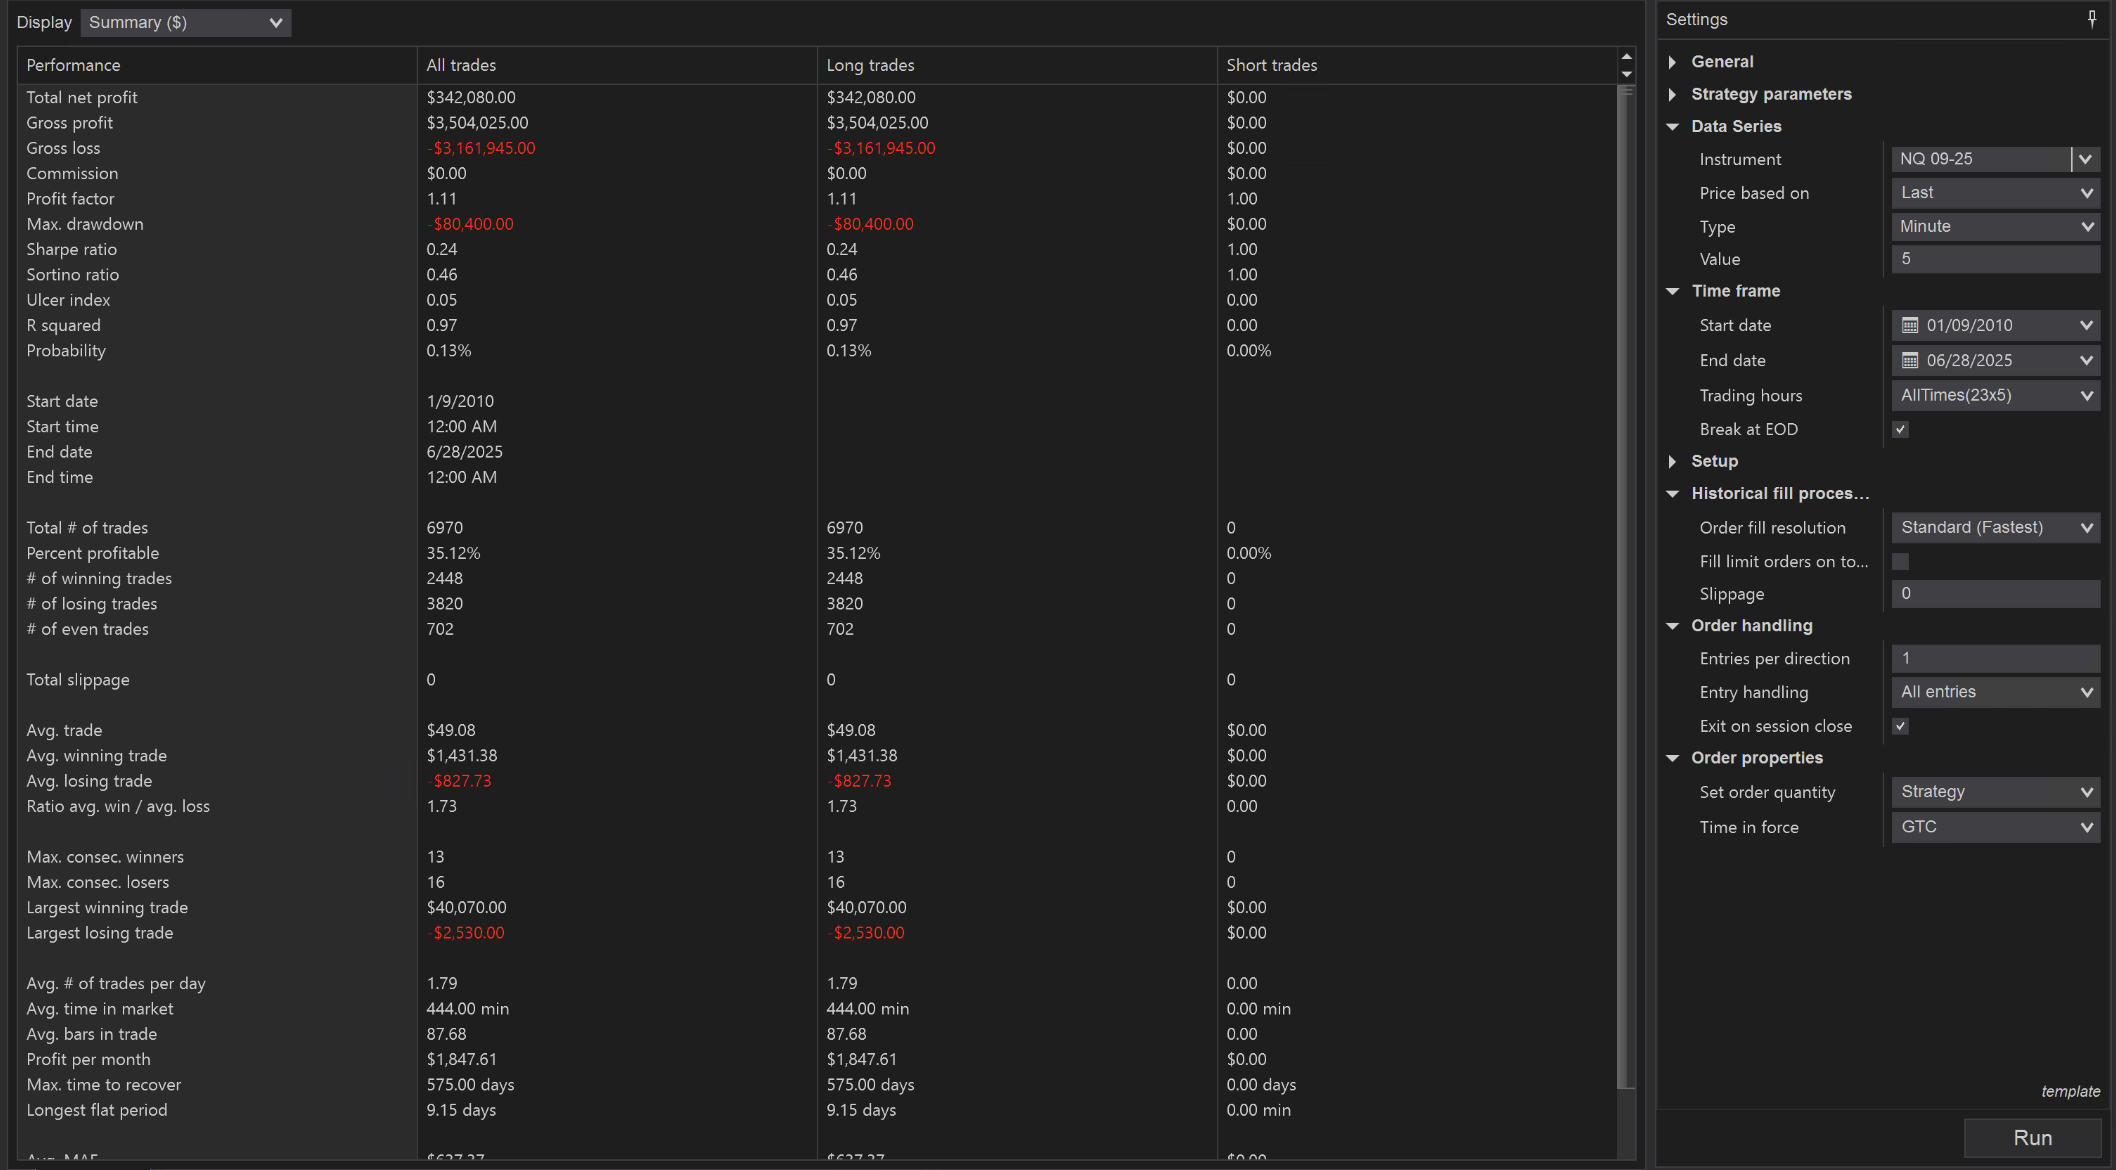 Display Summary ($)
Performance All trades Long trades Short trades
Total net profit $342,080.00 $342,080.00 $0.00
Gross profit $3,504,025.00 $3,504,025.00 $0.00
Gross loss -$3,161,945.00 -$3,161,945.00 $0.00
Commission $0.00 $0.00 $0.00
Profit factor 1.11 1.11 1.00
Max. drawdown -$80,400.00 -$80,400.00 $0.00
Sharpe ratio 0.24 0.24 1.00
Sortino ratio 0.46 0.46 1.00
Ulcer index 0.05 0.05 0.00
R squared 0.97 0.97 0.00
Probability 0.13% 0.13% 0.00%
Start date 1/9/2010
Start time 12:00 AM
End date 6/28/2025
End time 12:00 AM
Total # of trades 6970 6970 0
Percent profitable 35.12% 35.12% 0.00%
# of winning trades 2448 2448 0
# of losing trades 3820 3820 0
# of even trades 702 702 0
Total slippage 0 0 0
Avg. trade $49.08 $49.08 $0.00
Avg. winning trade $1,431.38 $1,431.38 $0.00
Avg. losing trade -$827.73 -$827.73 $0.00
Ratio avg. win / avg. loss 1.73 1.73 0.00
Max. consec. winners 13 13 0
Max. consec. losers 16 16 0
Largest winning trade $40,070.00 $40,070.00 $0.00
Largest losing trade -$2,530.00 -$2,530.00 $0.00
Avg. # of trades per day 1.79 1.79 0.00
Avg. time in market 444.00 min 444.00 min 0.00 min
Avg. bars in trade 87.68 87.68 0.00
Profit per month $1,847.61 $1,847.61 $0.00
Max. time to recover 575.00 days 575.00 days 0.00 days
Longest flat period 9.15 days 9.15 days 0.00 min
Settings
General
Strategy parameters
Data Series
Instrument NQ 09-25
Price based on Last
Type Minute
Value 5
Time frame
Start date 01/09/2010
End date 06/28/2025
Trading hours AllTimes(23x5)
Break at EOD
Setup
Historical fill proces...
Order fill resolution Standard (Fastest)
Fill limit orders on to...
Slippage 0
Order handling
Entries per direction 1
Entry handling All entries
Exit on session close
Order properties
Set order quantity Strategy
Time in force GTC
template
Run